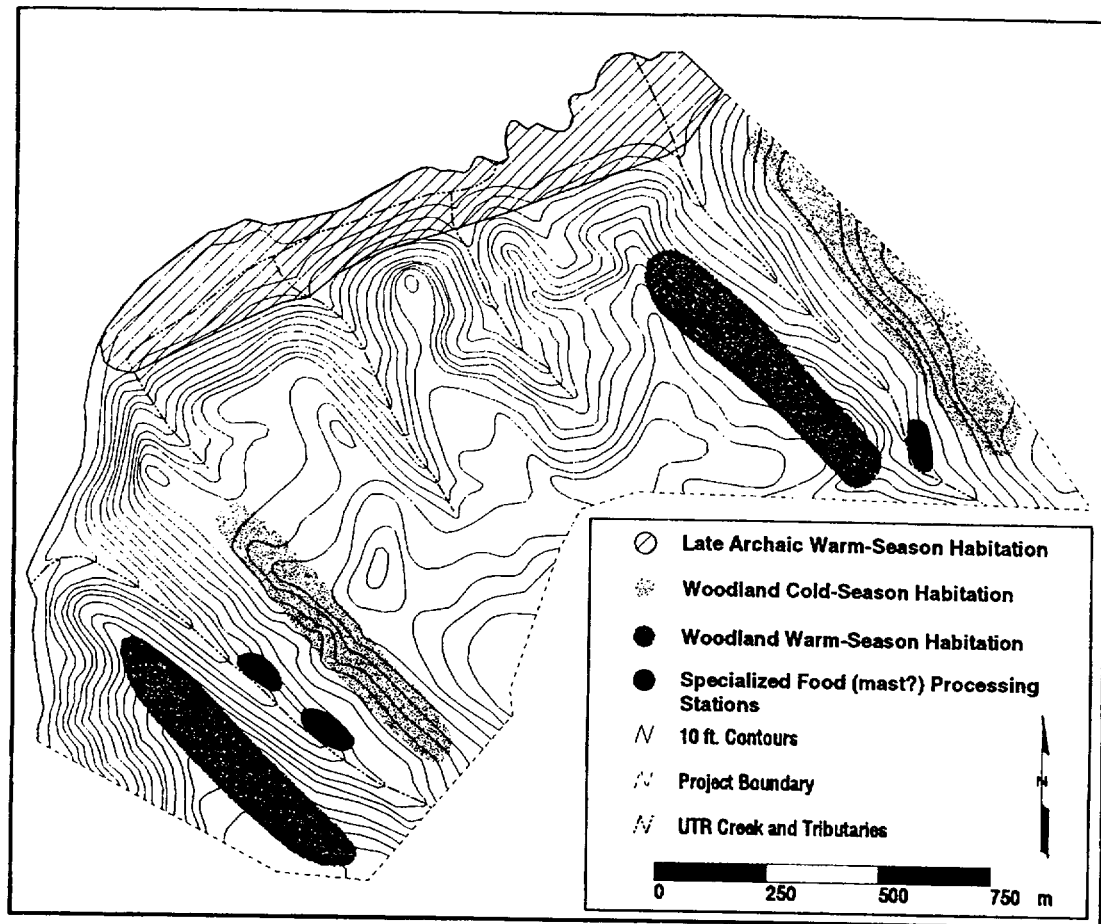 Late Archaic Warm-Season Habitation
Woodland Cold-Season Habitation
Woodland Warm-Season Habitation
Specialized Food (mast?) Processing
Stations
10 ft. Contours
Project Boundary
UTR Creek and Tributaries
N
0 250 500 750 m